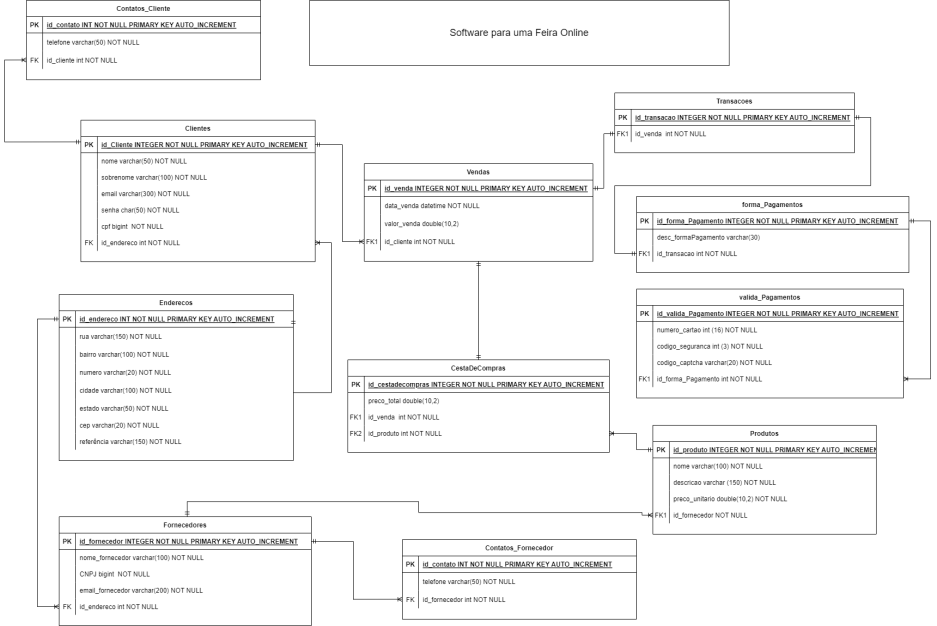 Contatos_Cliente
PK id_contato INT NOT NULL PRIMARY KEY AUTO_INCREMENT
telefone varchar(50) NOT NULL
FK id_cliente int NOT NULL
Software para uma Feira Online
Transacoes
PK id_transacao INTEGER NOT NULL PRIMARY KEY AUTO_INCREMENT
FK1 id_venda int NOT NULL
Clientes
PK id_Cliente INTEGER NOT NULL PRIMARY KEY AUTO_INCREMENT
nome varchar(50) NOT NULL
sobrenome varchar(100) NOT NULL
email varchar(300) NOT NULL
senha char(50) NOT NULL
cpf bigint NOT NULL
FK id_endereco int NOT NULL
Vendas
PK id_venda INTEGER NOT NULL PRIMARY KEY AUTO_INCREMENT
data_venda datetime NOT NULL
valor_venda double(10,2)
FK1 id_cliente int NOT NULL
forma_Pagamentos
PK id_forma_Pagamento INTEGER NOT NULL PRIMARY KEY AUTO_INCREMENT
desc_formaPagamento varchar(30)
FK1 id_transacao int NOT NULL
Enderecos
PK id_endereco INT NOT NULL PRIMARY KEY AUTO_INCREMENT
rua varchar(150) NOT NULL
bairro varchar(100) NOT NULL
numero varchar(20) NOT NULL
cidade varchar(100) NOT NULL
estado varchar(50) NOT NULL
cep varchar(20) NOT NULL
referência varchar(150) NOT NULL
valida_Pagamentos
PK id_valida_Pagamento INTEGER NOT NULL PRIMARY KEY AUTO_INCREMENT
numero_cartao int (16) NOT NULL
codigo_seguranca int (3) NOT NULL
codigo_captcha varchar(20) NOT NULL
FK1 id_forma_Pagamento int NOT NULL
CestaDeCompras
PK id_cestadecompras INTEGER NOT NULL PRIMARY KEY AUTO_INCREMENT
preco_total double(10,2)
FK1 id_venda int NOT NULL
FK2 id_produto int NOT NULL
Produtos
PK id_produto INTEGER NOT NULL PRIMARY KEY AUTO_INCREMEN
nome varchar(100) NOT NULL
descricao varchar (150) NOT NULL
preco_unitario double(10,2) NOT NULL
FK1 id_fornecedor NOT NULL
Fornecedores
PK id_fornecedor INTEGER NOT NULL PRIMARY KEY AUTO_INCREMENT
nome_fornecedor varchar(100) NOT NULL
CNPJ bigint NOT NULL
email_fornecedor varchar(200) NOT NULL
FK id_endereco int NOT NULL
Contatos_Fornecedor
PK id_contato INT NOT NULL PRIMARY KEY AUTO_INCREMENT
telefone varchar(50) NOT NULL
FK id_fornecedor int NOT NULL